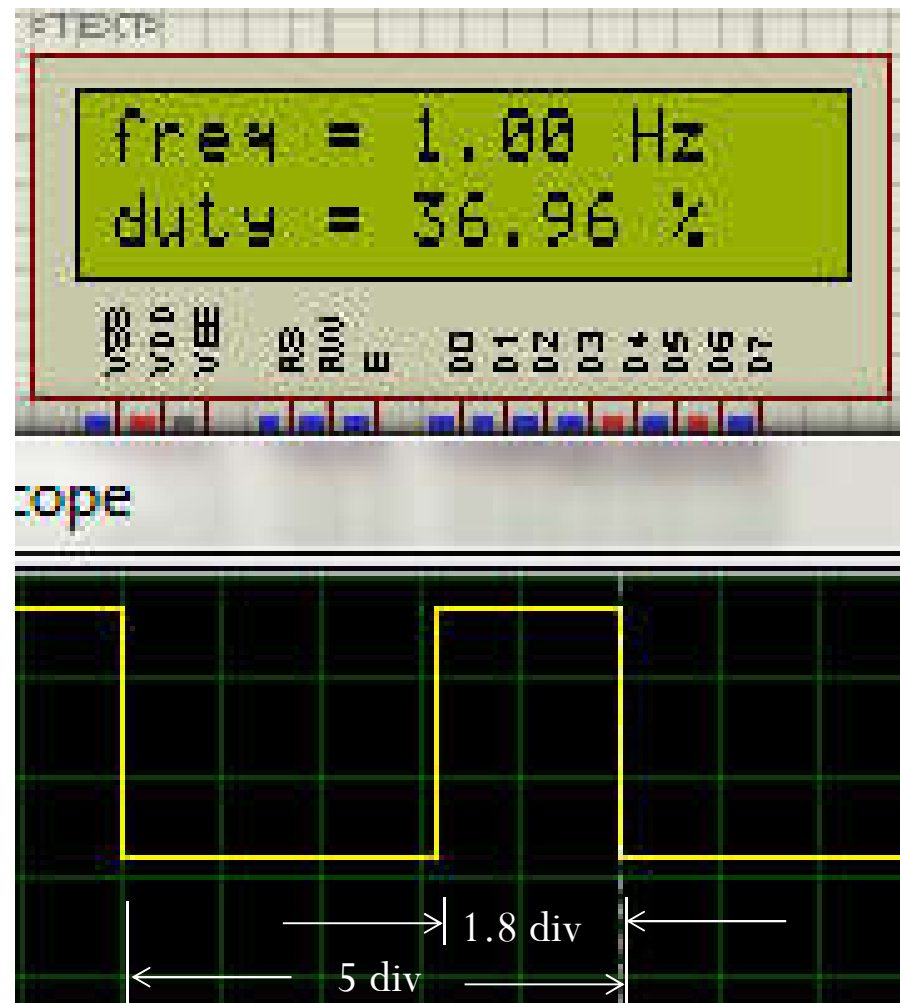 <TEXT>
freq = 1.00 Hz
duty = 36.96 %
VSS VDD VEE RS RW E D0 D1 D2 D3 D4 D5 D6 D7
cope
1.8 div
5 div